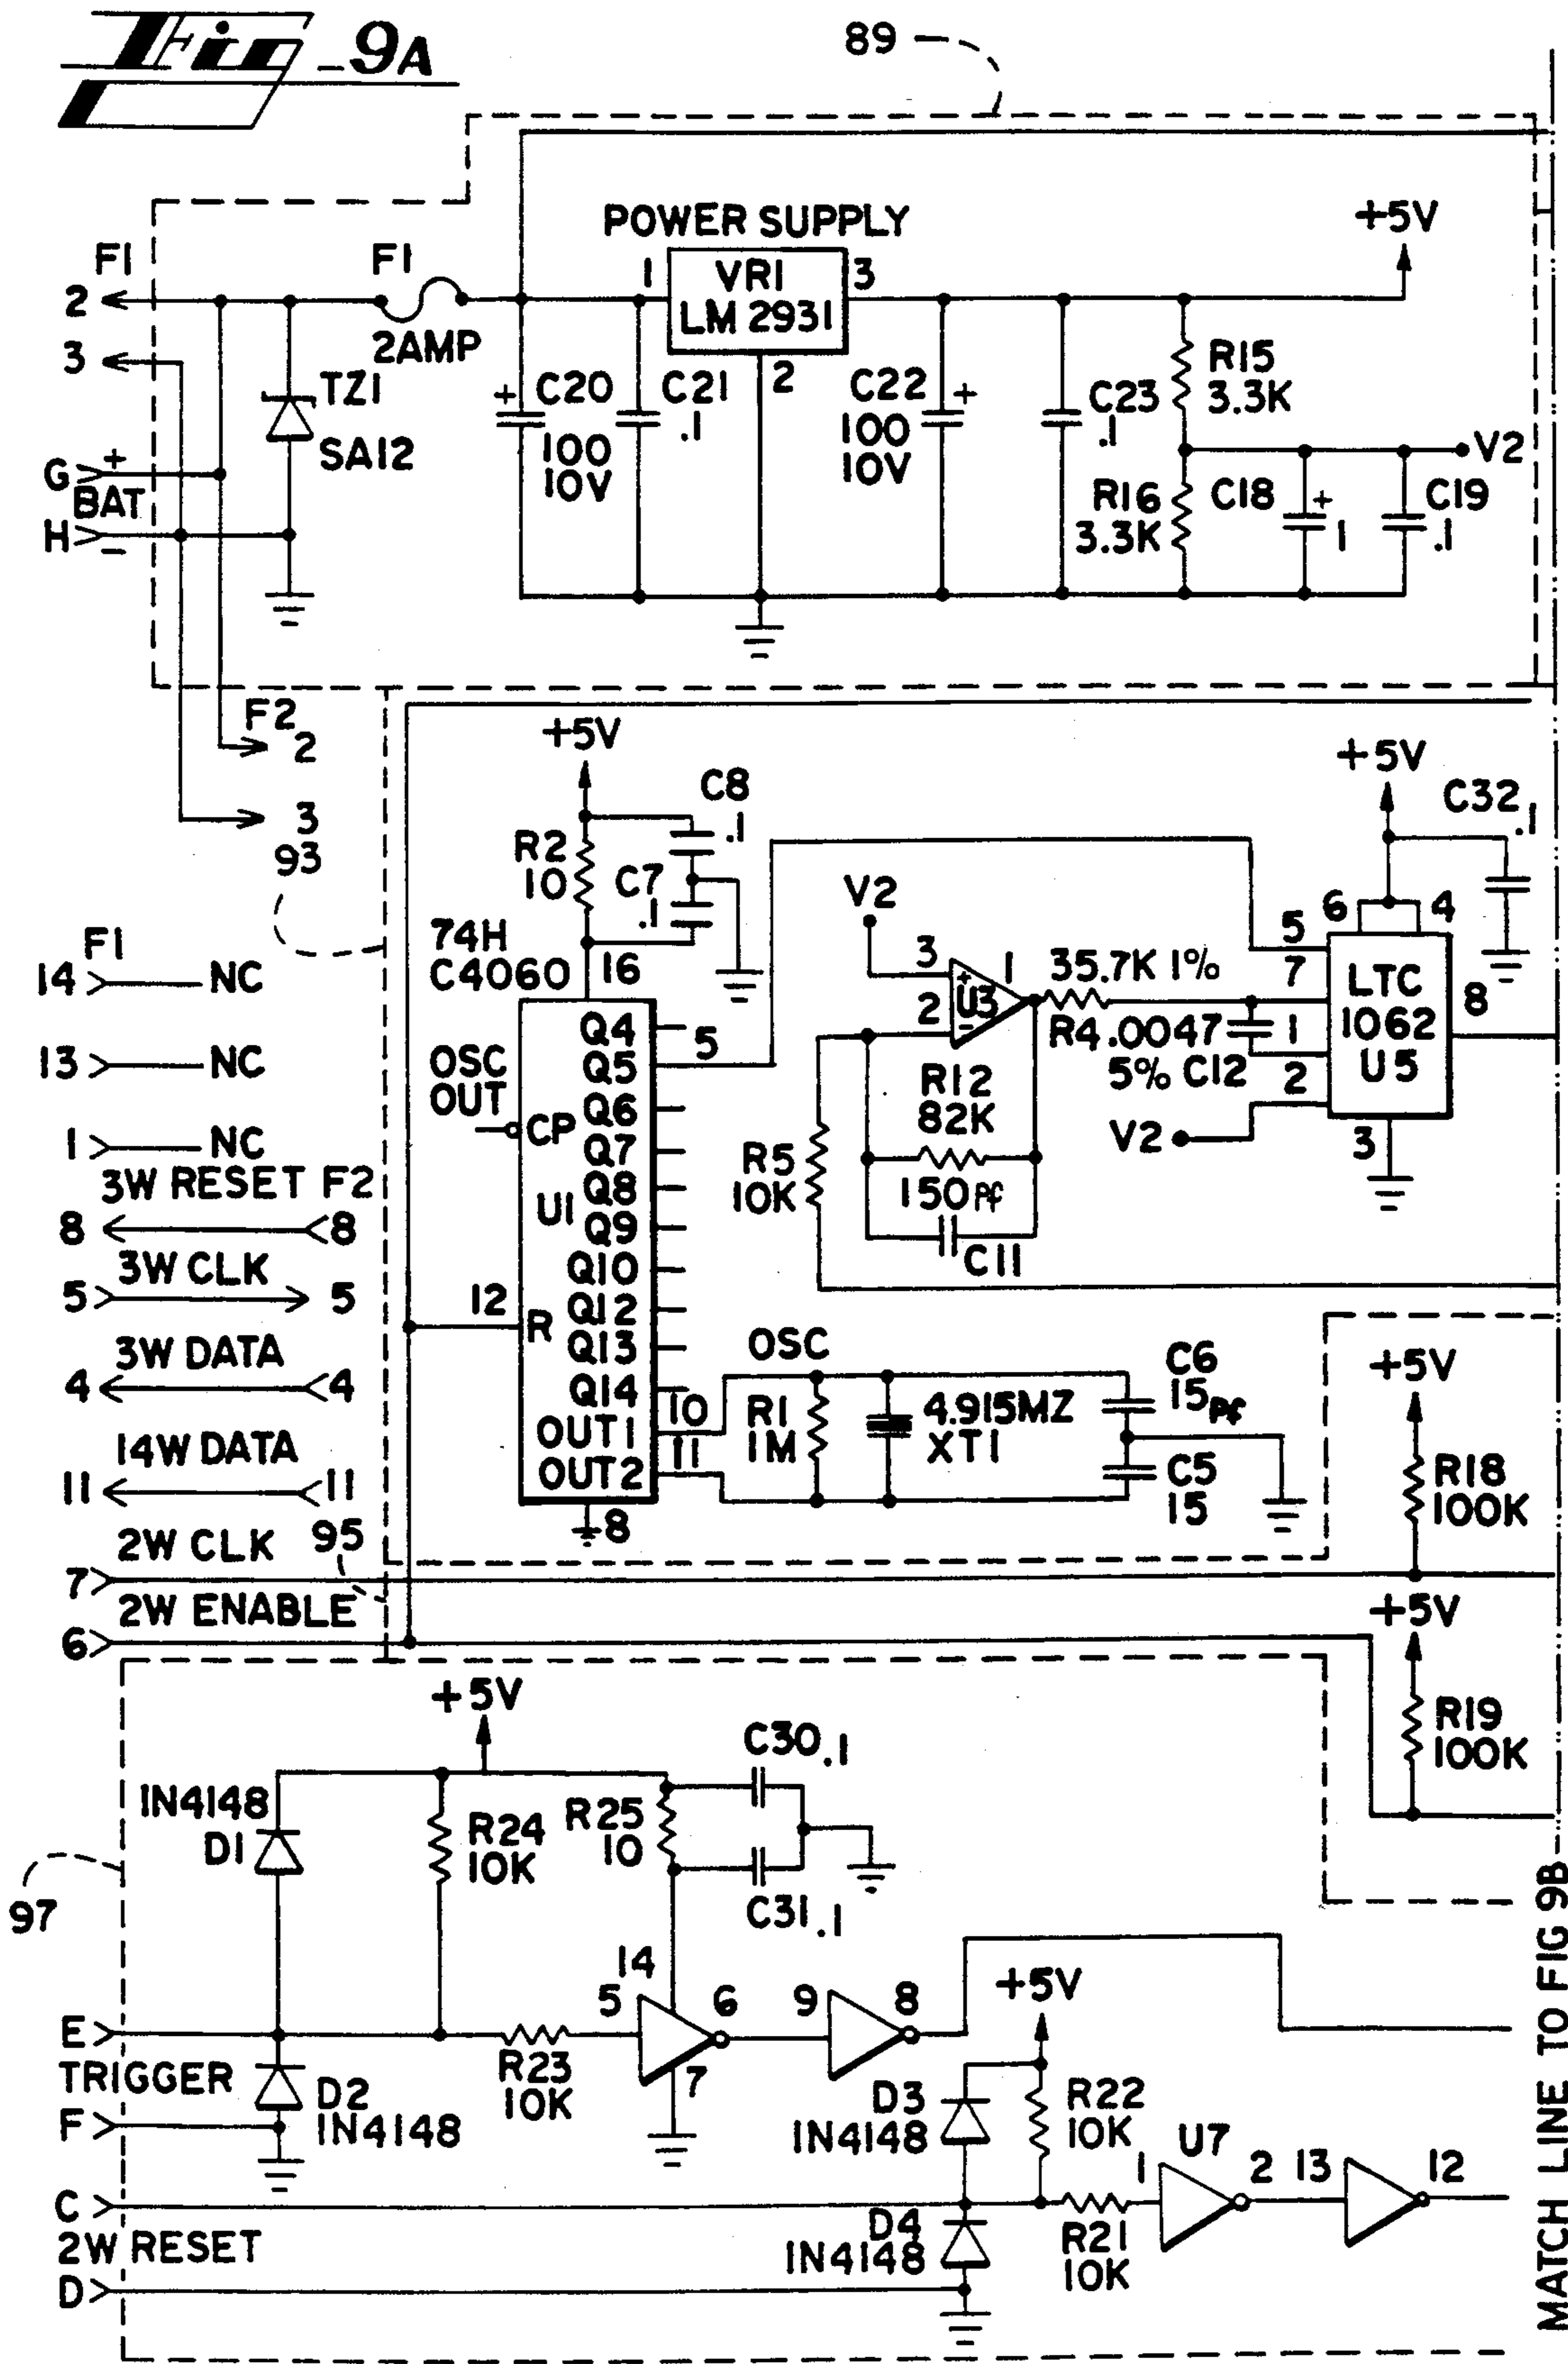 Fig-9A
89
POWER SUPPLY
+5V
F1
2
F1
2AMP
1
VR1
LM 2931
3
2
3
TZ1
SA12
+
C20
100
10V
C21
.1
C22
100
10V
+
C23
.1
R15
3.3K
V2
G
+
BAT
H
-
R16
3.3K
C18
+
1
C19
.1
F2
2
3
93
+5V
C8
.1
R2
10
C7
.1
74H
C4060
16
+5V
C32
.1
V2
3
+
1
U3
2
-
35.7K 1%
R4
.0047
5% C12
6
4
5
7
1
2
LTC
1062
U5
8
3
V2
F1
14
NC
13
NC
1
NC
OSC
OUT
CP
U1
12
R
Q4
Q5
5
Q6
Q7
Q8
Q9
Q10
Q12
Q13
Q14
OUT1
10
OUT2
11
8
R12
82K
150pf
C11
R5
10K
3W RESET F2
8
8
3W CLK
5
5
3W DATA
4
4
14W DATA
11
11
OSC
R1
1M
4.915MZ
XT1
C6
15pf
C5
15
+5V
R18
100K
95
2W CLK
7
2W ENABLE
6
+5V
R19
100K
+5V
1N4148
D1
R24
10K
R25
10
C30.1
C31.1
97
E
TRIGGER
F
D2
1N4148
R23
10K
14
5
6
7
9
8
+5V
D3
1N4148
R22
10K
C
2W RESET
D
D4
1N4148
R21
10K
1
U7
2
13
12
MATCH LINE TO FIG 9B